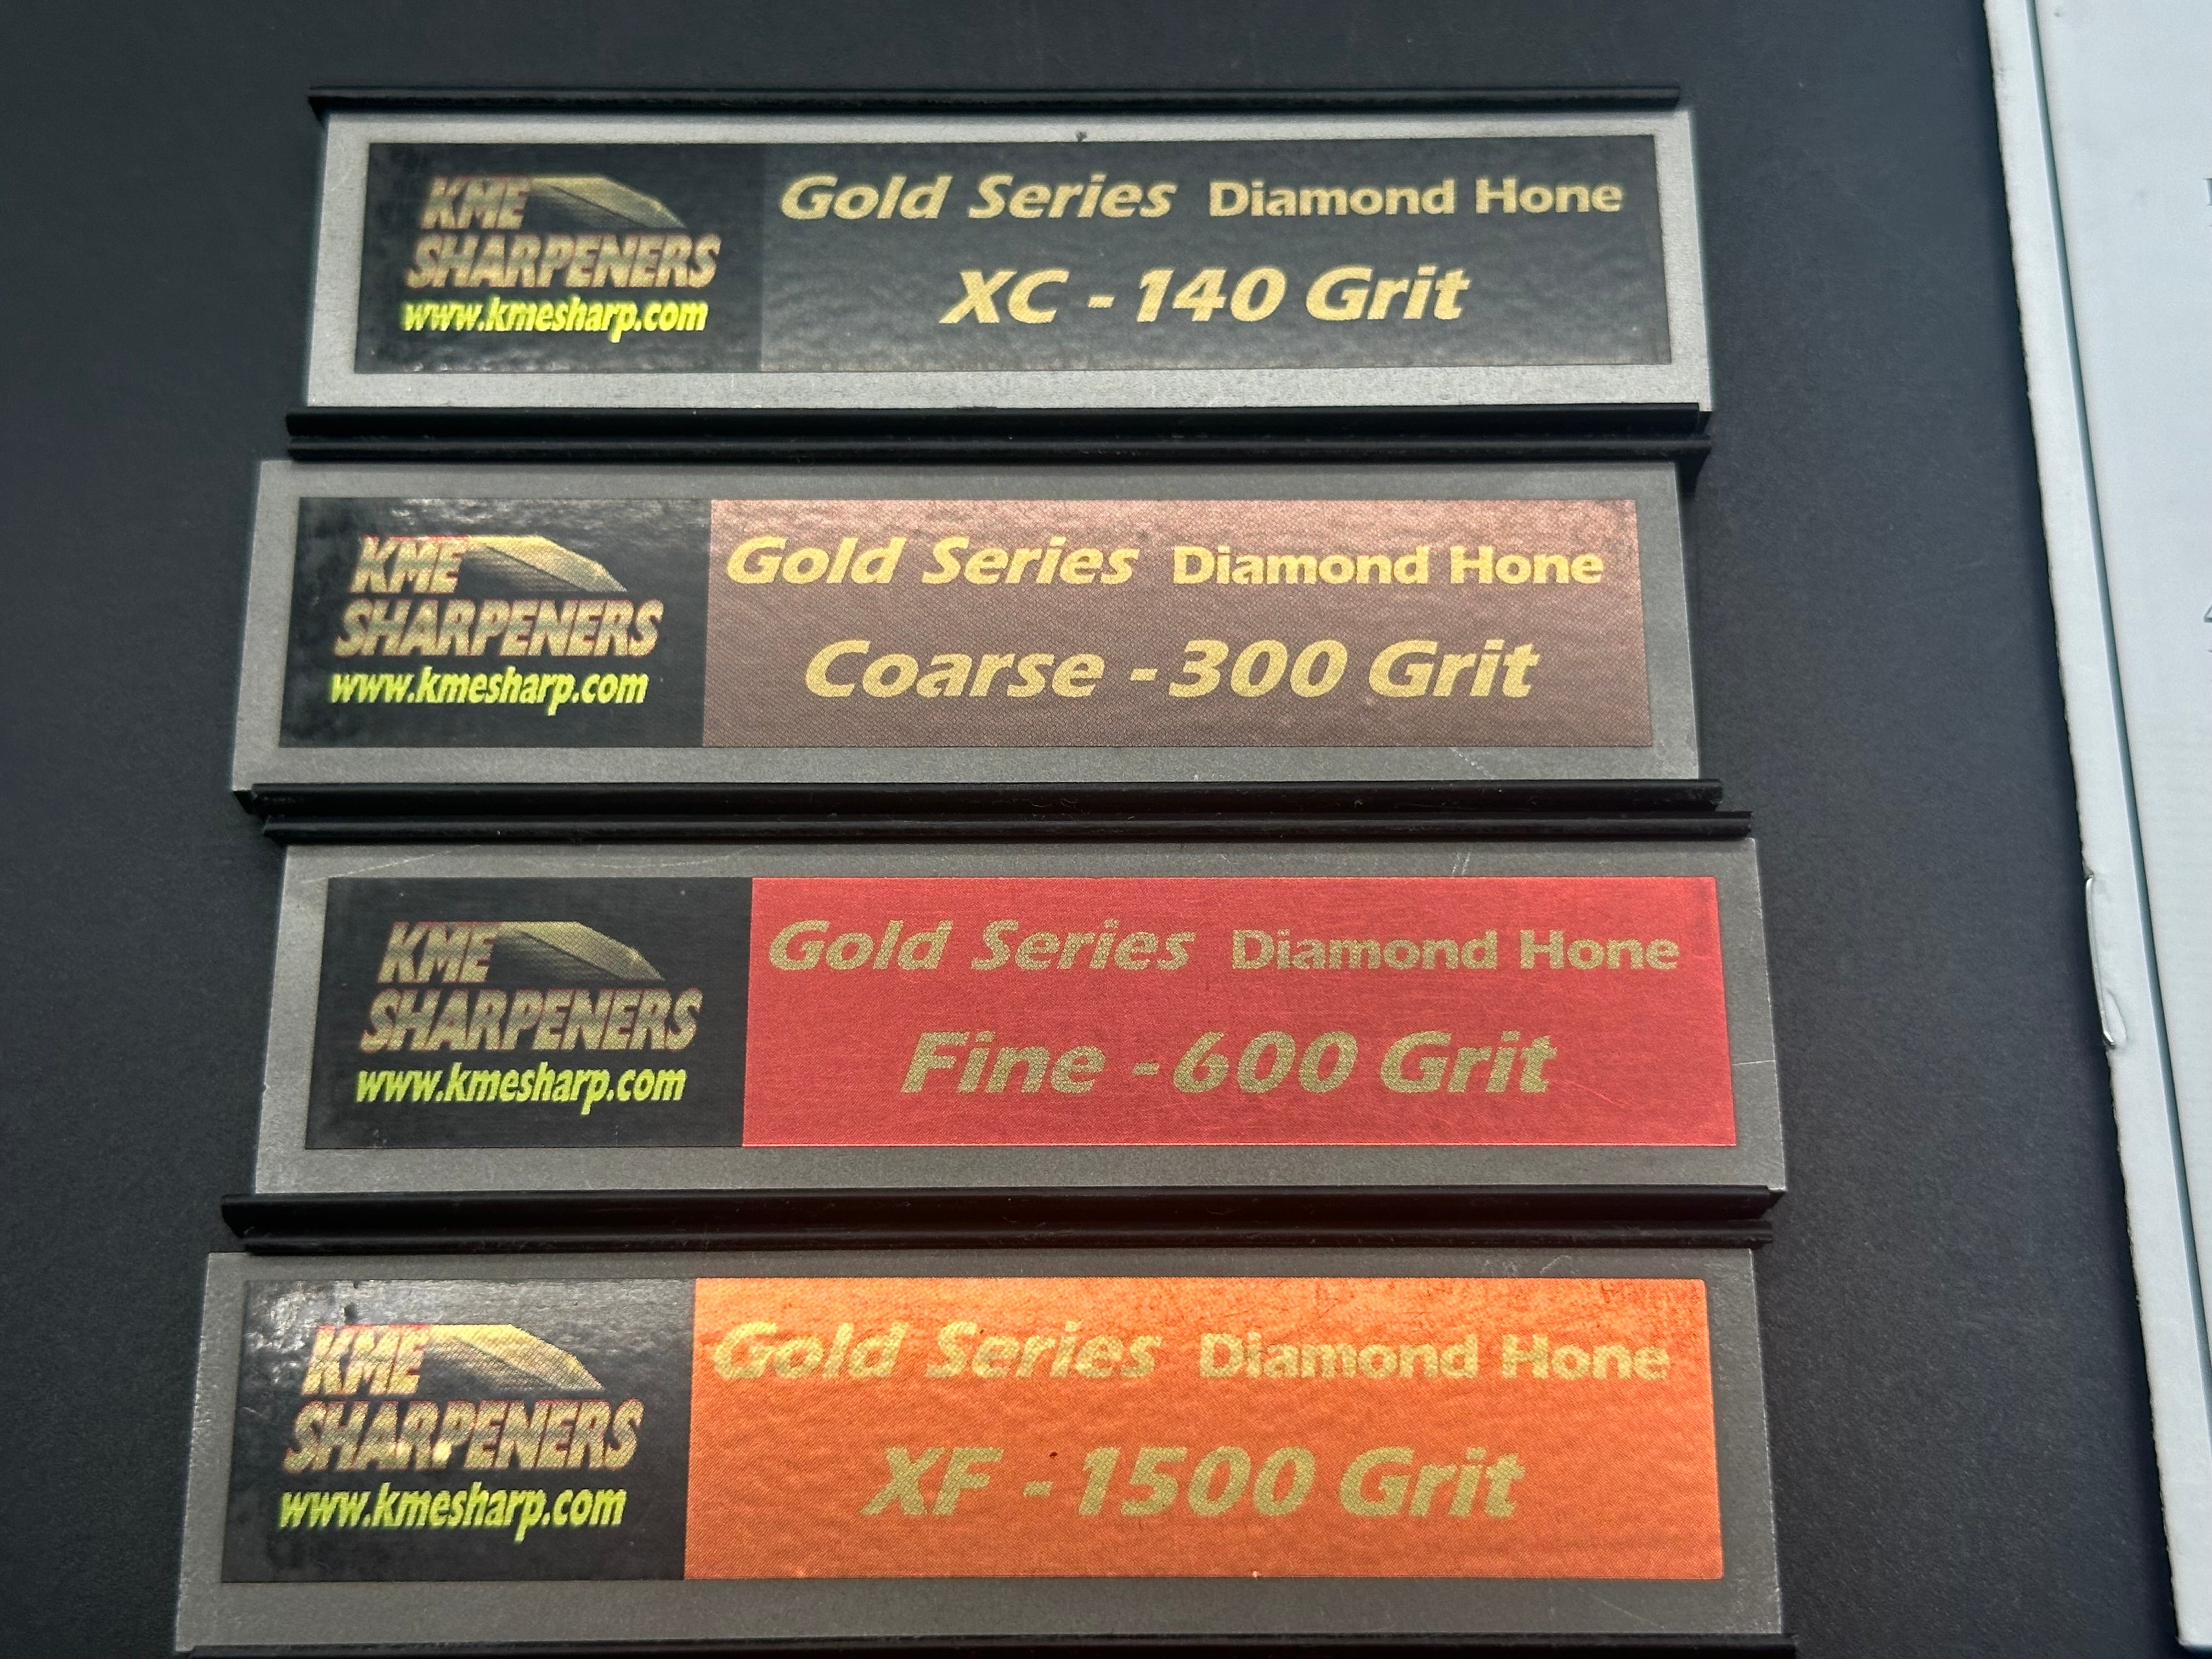 KME
SHARPENERS
www.kmesharp.com
Gold Series Diamond Hone
XC - 140 Grit
KME
SHARPENERS
www.kmesharp.com
Gold Series Diamond Hone
Coarse - 300 Grit
KME
SHARPENERS
www.kmesharp.com
Gold Series Diamond Hone
Fine - 600 Grit
KME
SHARPENERS
www.kmesharp.com
Gold Series Diamond Hone
XF - 1500 Grit